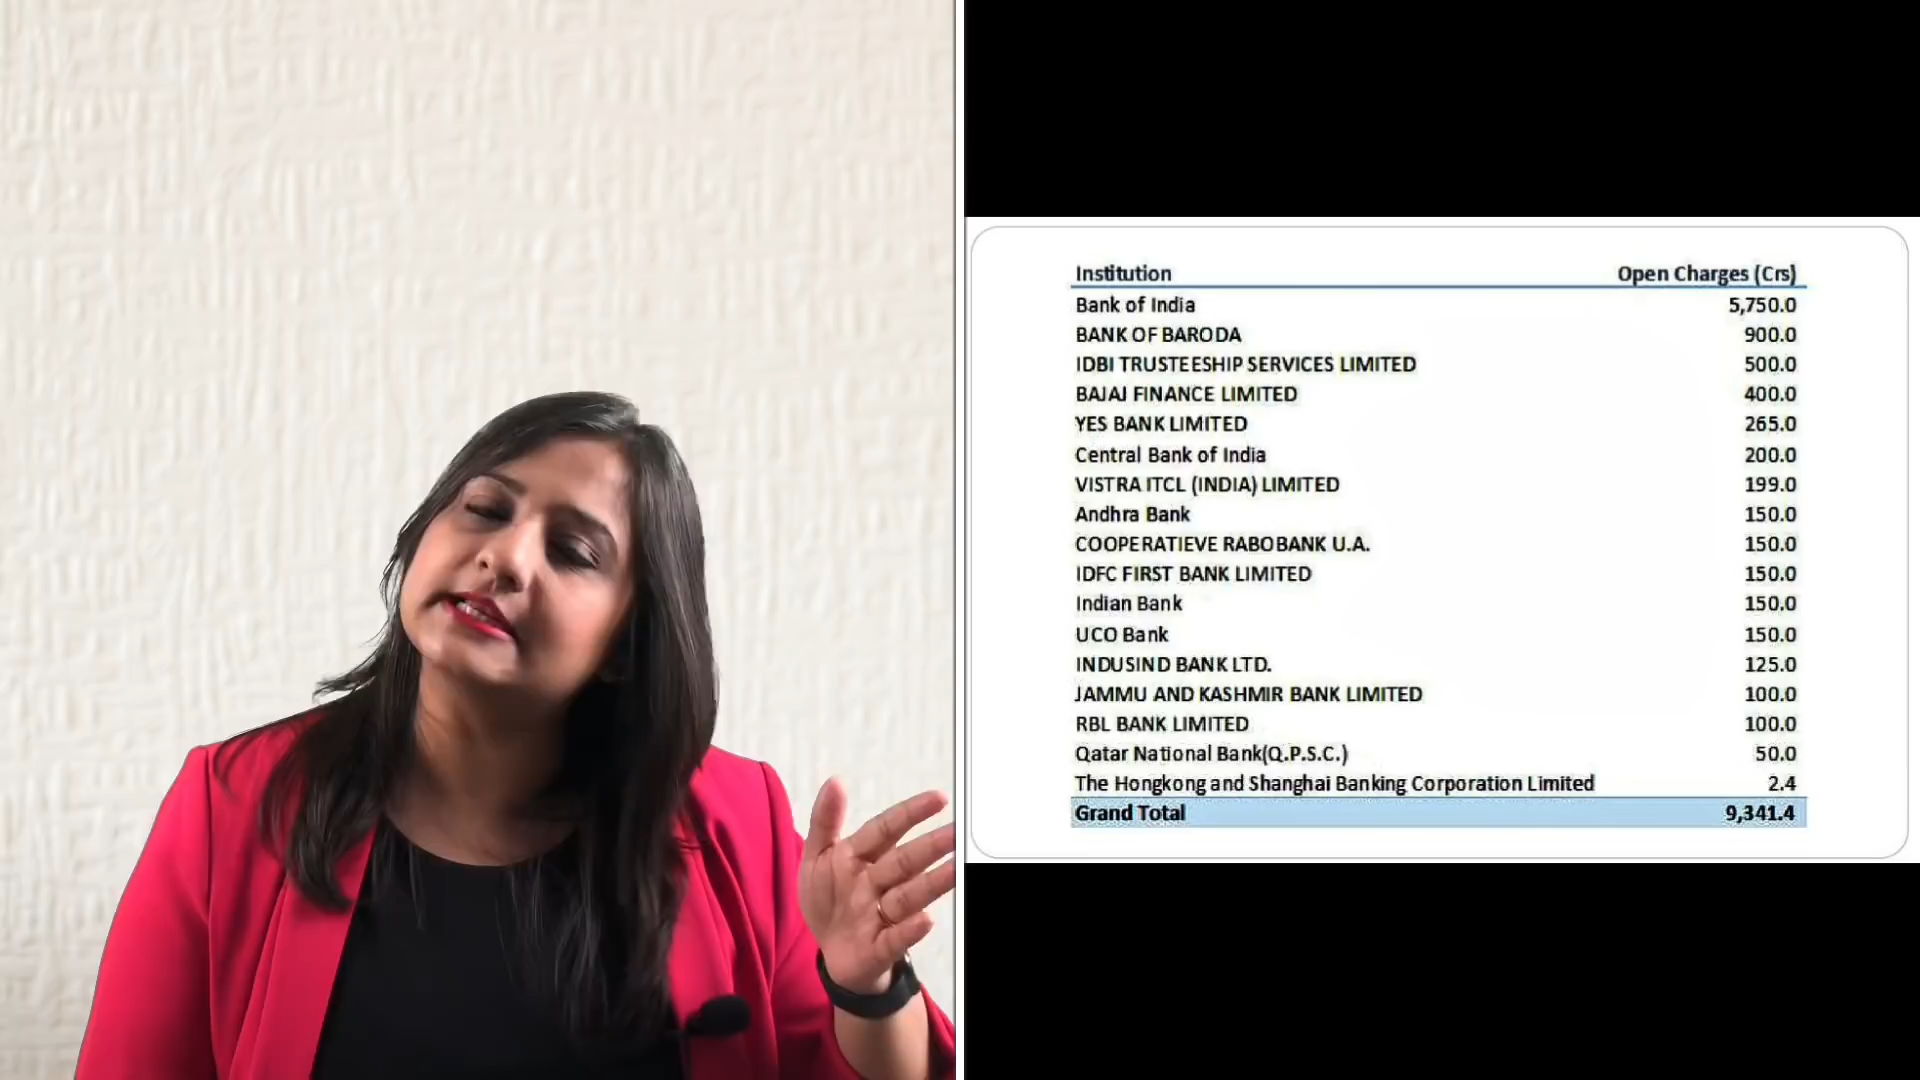 Institution Open Charges (Crs)
Bank of India 5,750.0
BANK OF BARODA 900.0
IDBI TRUSTEESHIP SERVICES LIMITED 500.0
BAJAJ FINANCE LIMITED 400.0
YES BANK LIMITED 265.0
Central Bank of India 200.0
VISTRA ITCL (INDIA) LIMITED 199.0
Andhra Bank 150.0
COOPERATIEVE RABOBANK U.A. 150.0
IDFC FIRST BANK LIMITED 150.0
Indian Bank 150.0
UCO Bank 150.0
INDUSIND BANK LTD. 125.0
JAMMU AND KASHMIR BANK LIMITED 100.0
RBL BANK LIMITED 100.0
Qatar National Bank(Q.P.S.C.) 50.0
The Hongkong and Shanghai Banking Corporation Limited 2.4
Grand Total 9,341.4